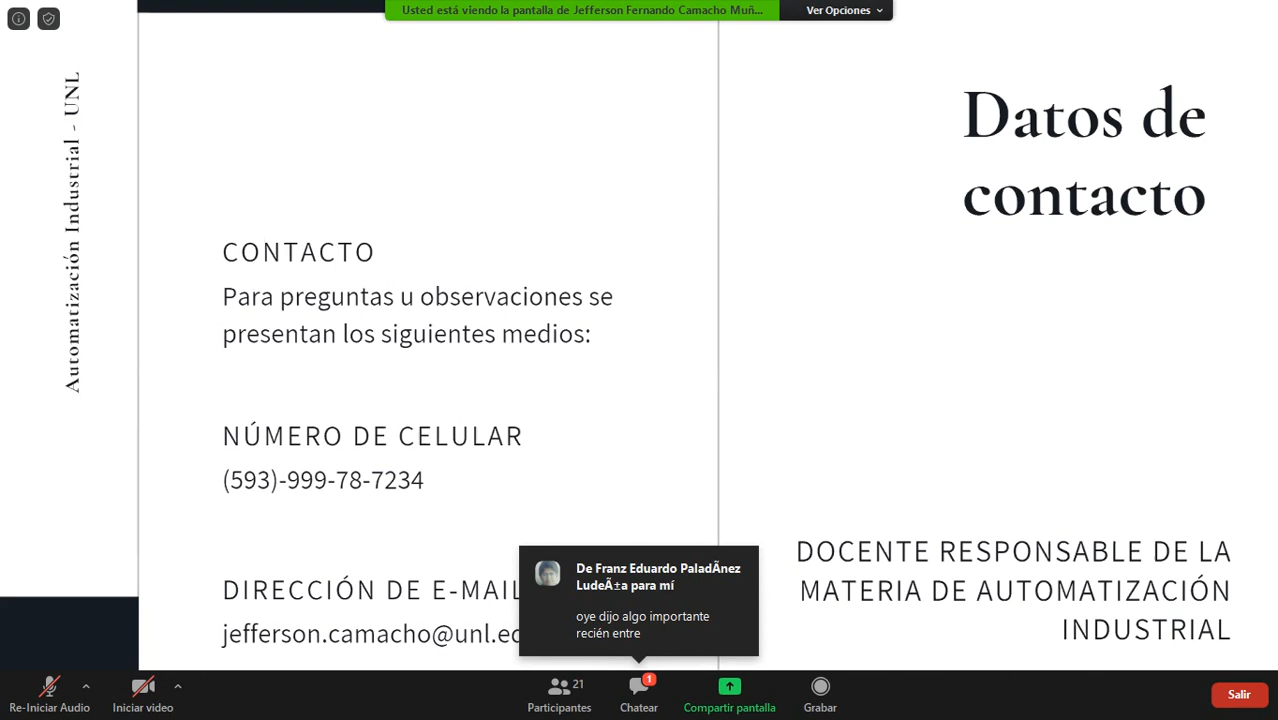 Usted está viendo la pantalla de Jefferson Fernando Camacho Muñ...
Ver Opciones
Automatización Industrial - UNL
Datos de
contacto
CONTACTO
Para preguntas u observaciones se
presentan los siguientes medios:
NÚMERO DE CELULAR
(593)-999-78-7234
DIRECCIÓN DE E-MAIL
jefferson.camacho@unl.ec
DOCENTE RESPONSABLE DE LA
MATERIA DE AUTOMATIZACIÓN
INDUSTRIAL
De Franz Eduardo PaladÃnez
LudeÃ±a para mí
oye dijo algo importante
recién entre
Re-Iniciar Audio
Iniciar video
21
Participantes
1
Chatear
Compartir pantalla
Grabar
Salir